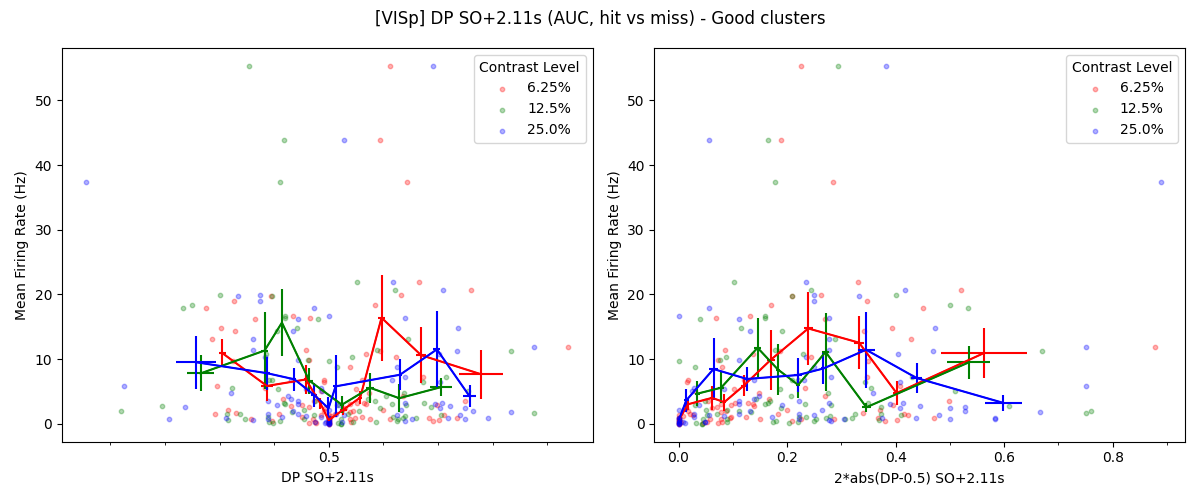 [VISp] DP SO+2.11s (AUC, hit vs miss) - Good clusters
Mean Firing Rate (Hz)
50
40
30
20
10
0
0.5
DP SO+2.11s
Contrast Level
6.25%
12.5%
25.0%
Mean Firing Rate (Hz)
50
40
30
20
10
0
0.0 0.2 0.4 0.6 0.8
2*abs(DP-0.5) SO+2.11s
Contrast Level
6.25%
12.5%
25.0%